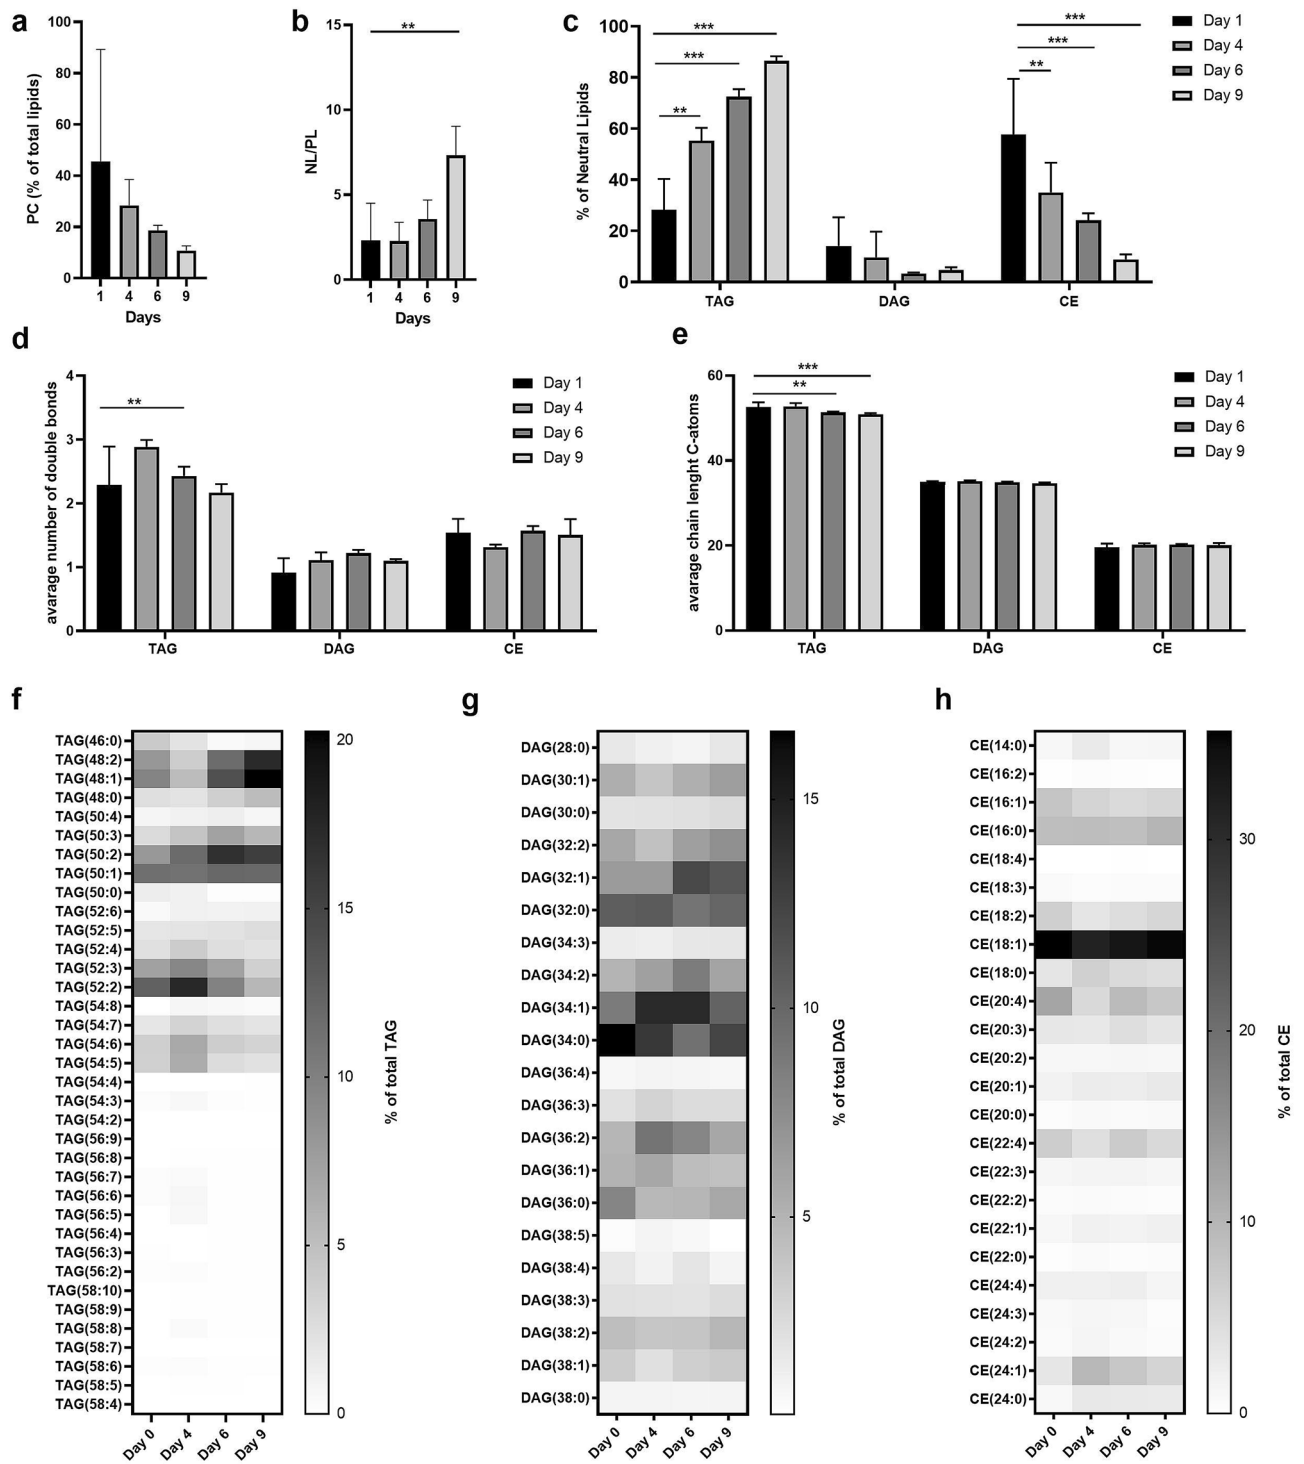 a
100
80
60
40
20
0
PC (% of total lipids)
1 4 6 9
Days
b
15
10
5
0
NL/PL
**
1 4 6 9
Days
c
100
80
60
40
20
0
% of Neutral Lipids
***
***
**
***
***
**
TAG DAG CE
Day 1
Day 4
Day 6
Day 9
d
4
3
2
1
0
avarage number of double bonds
**
TAG DAG CE
Day 1
Day 4
Day 6
Day 9
e
60
40
20
0
avarage chain lenght C-atoms
***
**
TAG DAG CE
Day 1
Day 4
Day 6
Day 9
f
TAG(46:0)
TAG(48:2)
TAG(48:1)
TAG(48:0)
TAG(50:4)
TAG(50:3)
TAG(50:2)
TAG(50:1)
TAG(50:0)
TAG(52:6)
TAG(52:5)
TAG(52:4)
TAG(52:3)
TAG(52:2)
TAG(54:8)
TAG(54:7)
TAG(54:6)
TAG(54:5)
TAG(54:4)
TAG(54:3)
TAG(54:2)
TAG(56:9)
TAG(56:8)
TAG(56:7)
TAG(56:6)
TAG(56:5)
TAG(56:4)
TAG(56:3)
TAG(56:2)
TAG(58:10)
TAG(58:9)
TAG(58:8)
TAG(58:7)
TAG(58:6)
TAG(58:5)
TAG(58:4)
Day 0 Day 4 Day 6 Day 9
20
15
10
5
0
% of total TAG
g
DAG(28:0)
DAG(30:1)
DAG(30:0)
DAG(32:2)
DAG(32:1)
DAG(32:0)
DAG(34:3)
DAG(34:2)
DAG(34:1)
DAG(34:0)
DAG(36:4)
DAG(36:3)
DAG(36:2)
DAG(36:1)
DAG(36:0)
DAG(38:5)
DAG(38:4)
DAG(38:3)
DAG(38:2)
DAG(38:1)
DAG(38:0)
Day 0 Day 4 Day 6 Day 9
15
10
5
% of total DAG
h
CE(14:0)
CE(16:2)
CE(16:1)
CE(16:0)
CE(18:4)
CE(18:3)
CE(18:2)
CE(18:1)
CE(18:0)
CE(20:4)
CE(20:3)
CE(20:2)
CE(20:1)
CE(20:0)
CE(22:4)
CE(22:3)
CE(22:2)
CE(22:1)
CE(22:0)
CE(24:4)
CE(24:3)
CE(24:2)
CE(24:1)
CE(24:0)
Day 0 Day 4 Day 6 Day 9
30
20
10
0
% of total CE